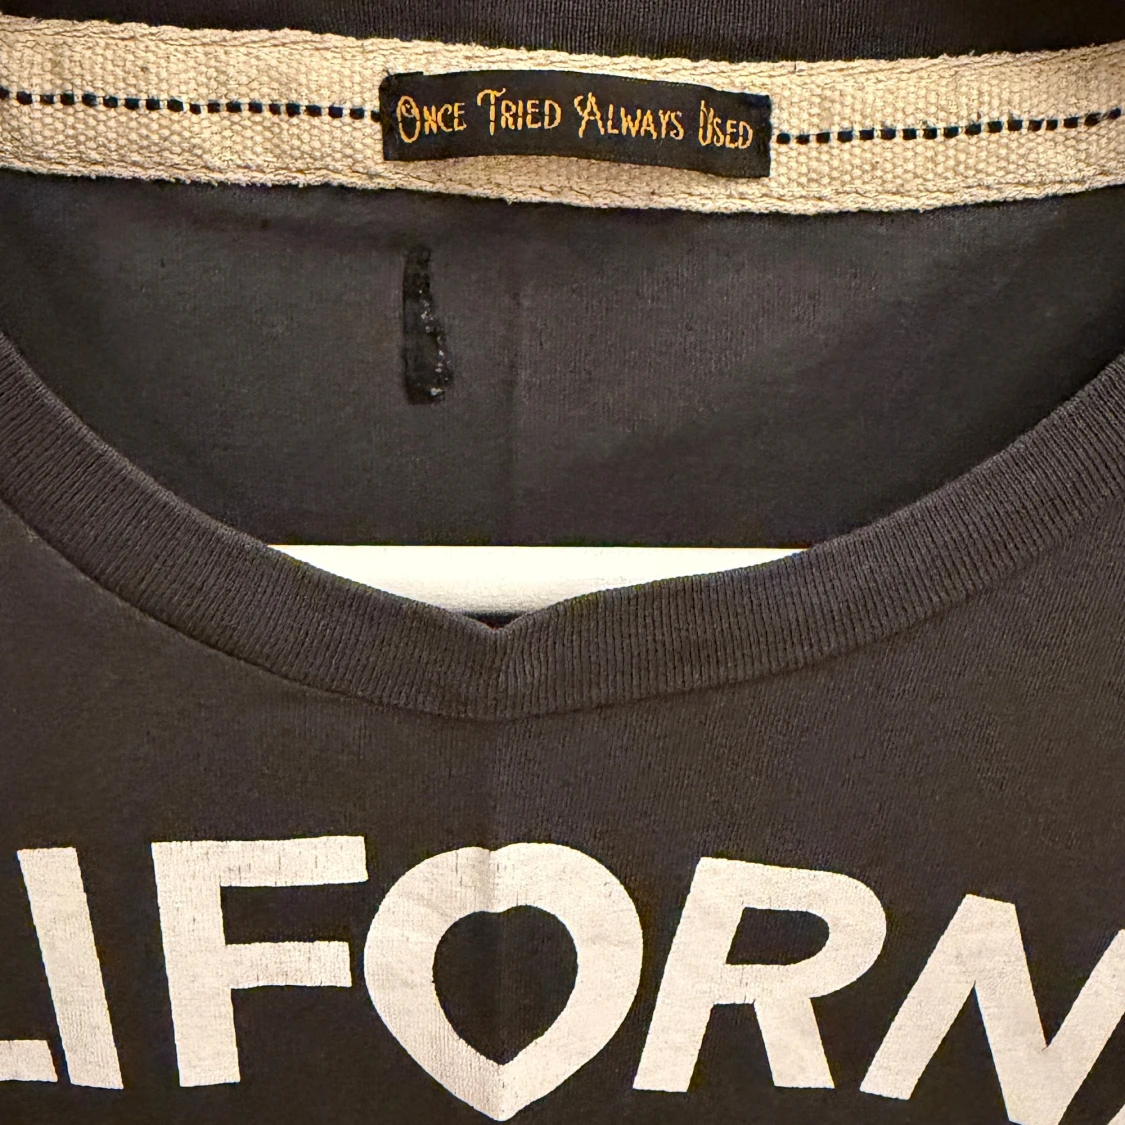 ONCE TRIED ALWAYS USED
LIFORN